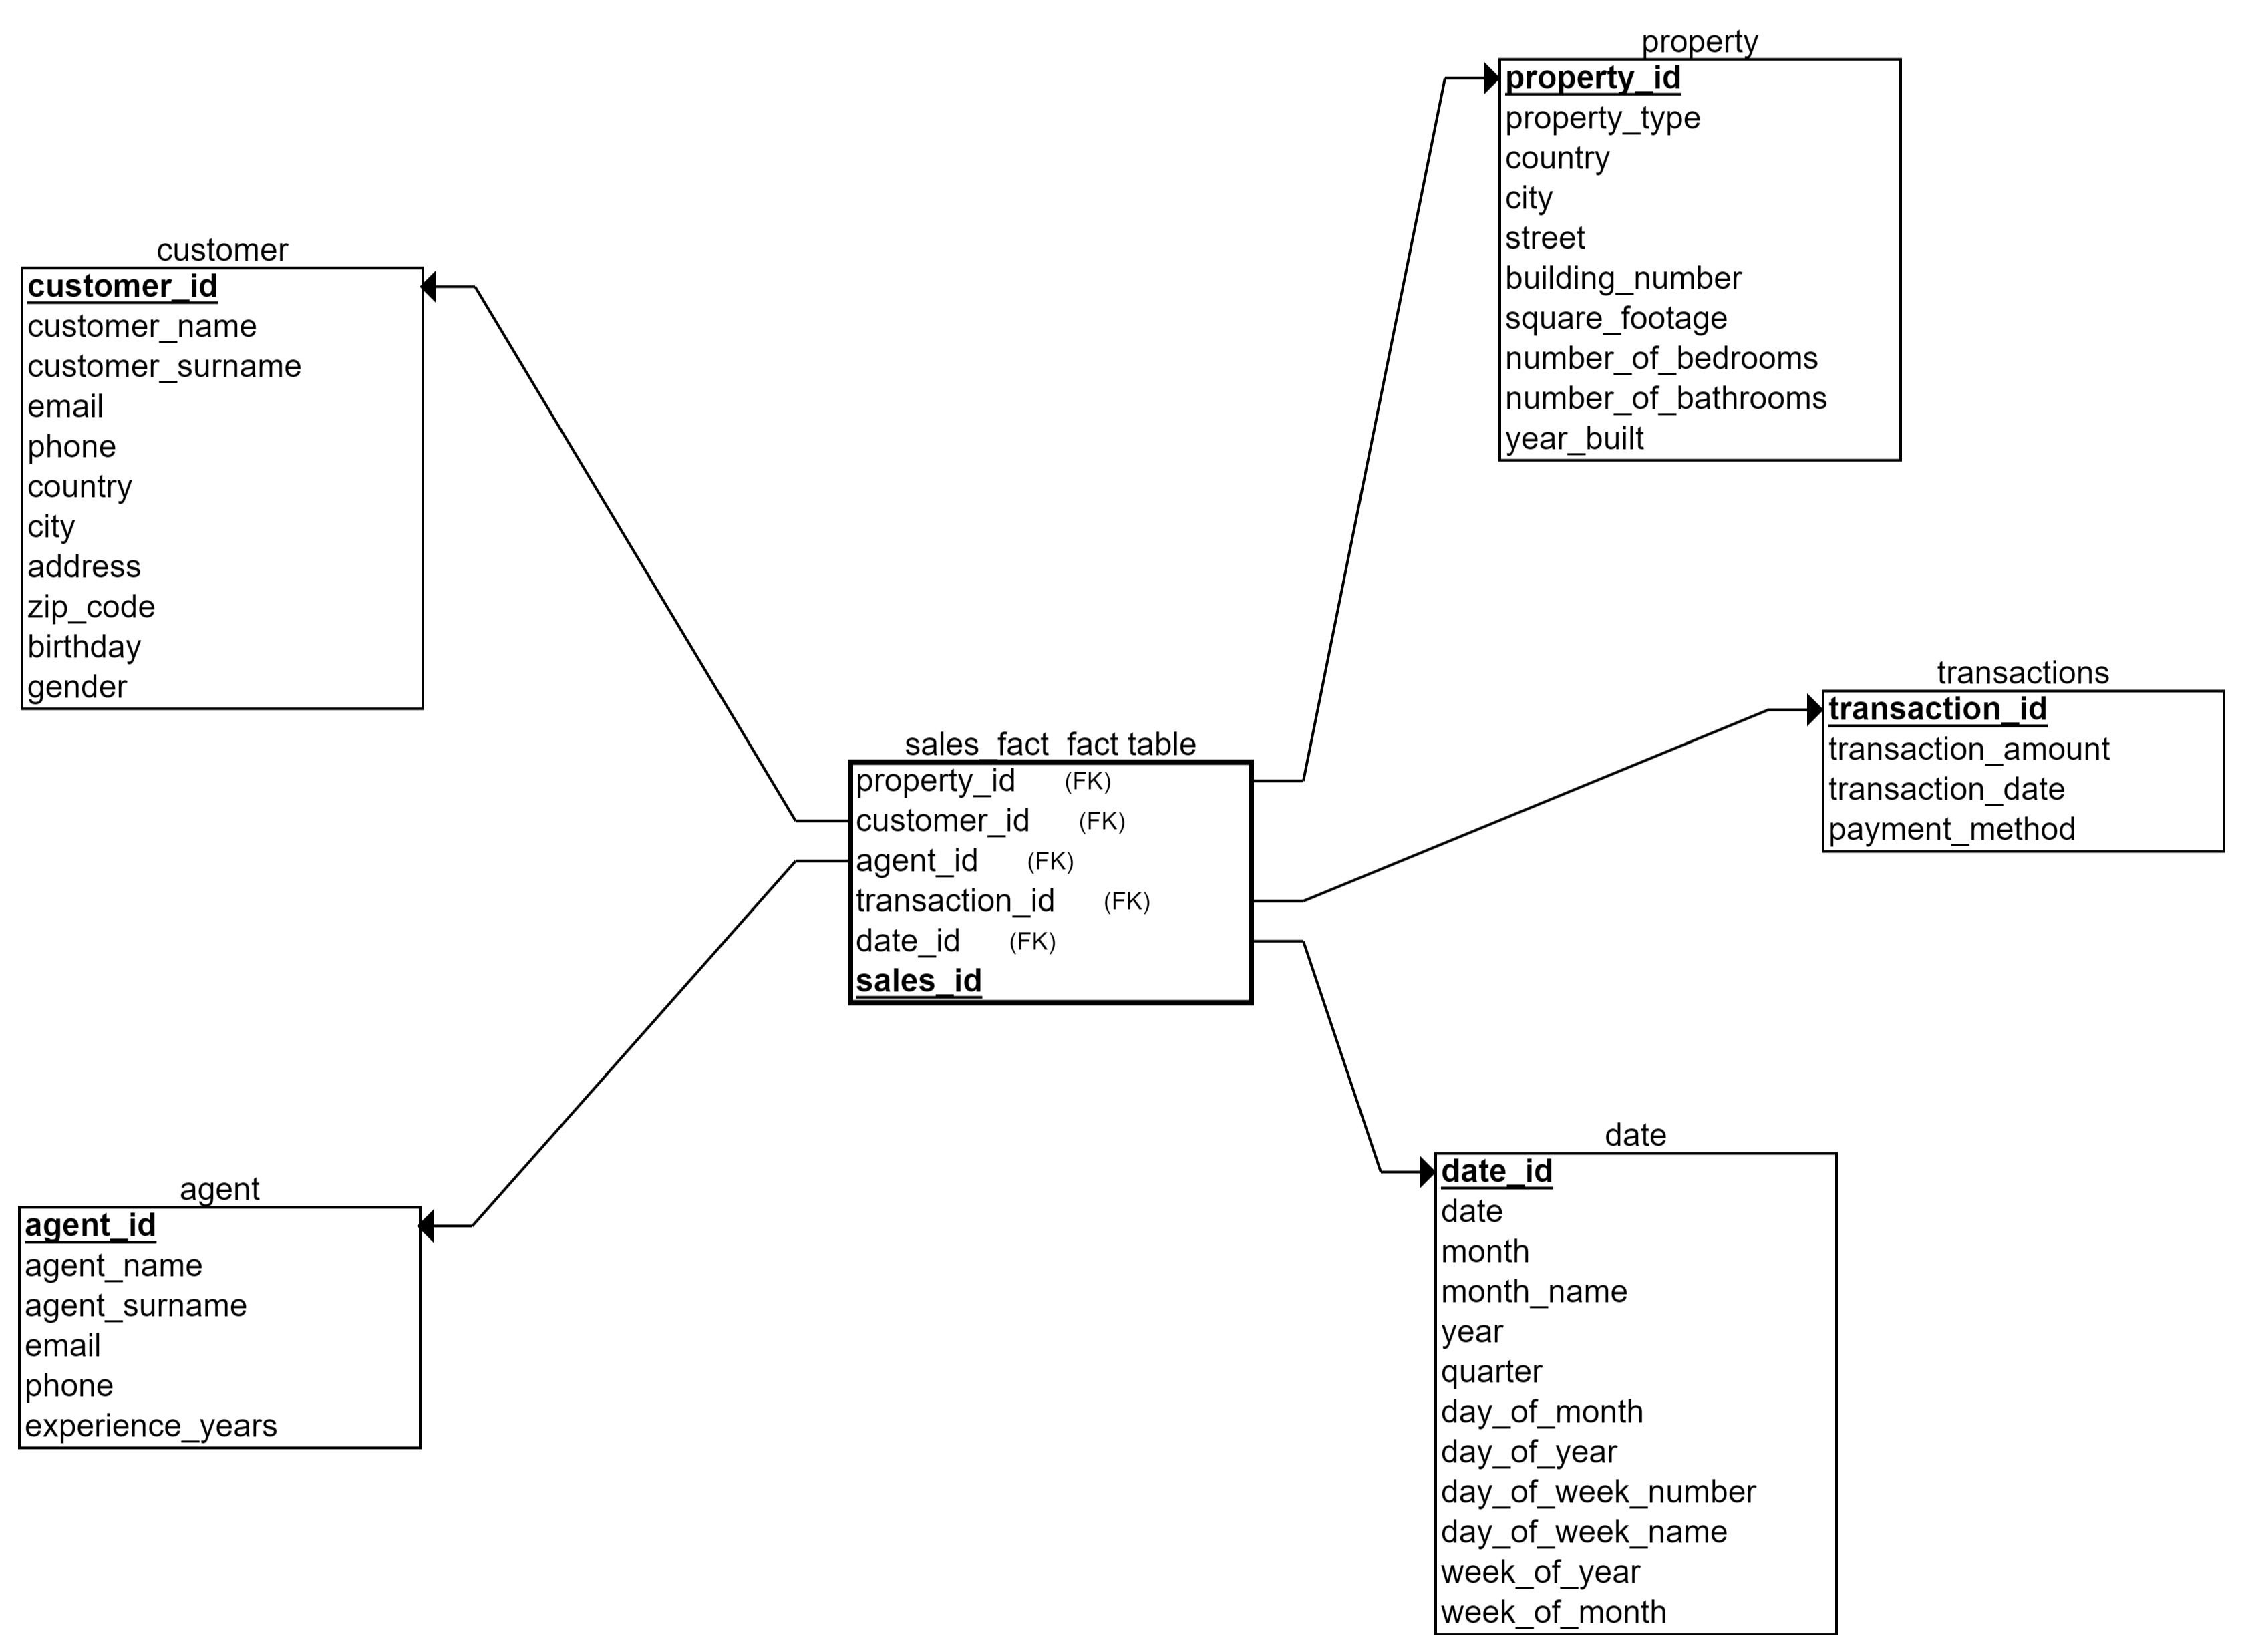 property
property_id
property_type
country
city
street
building_number
square_footage
number_of_bedrooms
number_of_bathrooms
year_built
customer
customer_id
customer_name
customer_surname
email
phone
country
city
address
zip_code
birthday
gender
transactions
transaction_id
transaction_amount
transaction_date
payment_method
sales_fact_fact table
property_id (FK)
customer_id (FK)
agent_id (FK)
transaction_id (FK)
date_id (FK)
sales_id
agent
agent_id
agent_name
agent_surname
email
phone
experience_years
date
date_id
date
month
month_name
year
quarter
day_of_month
day_of_year
day_of_week_number
day_of_week_name
week_of_year
week_of_month